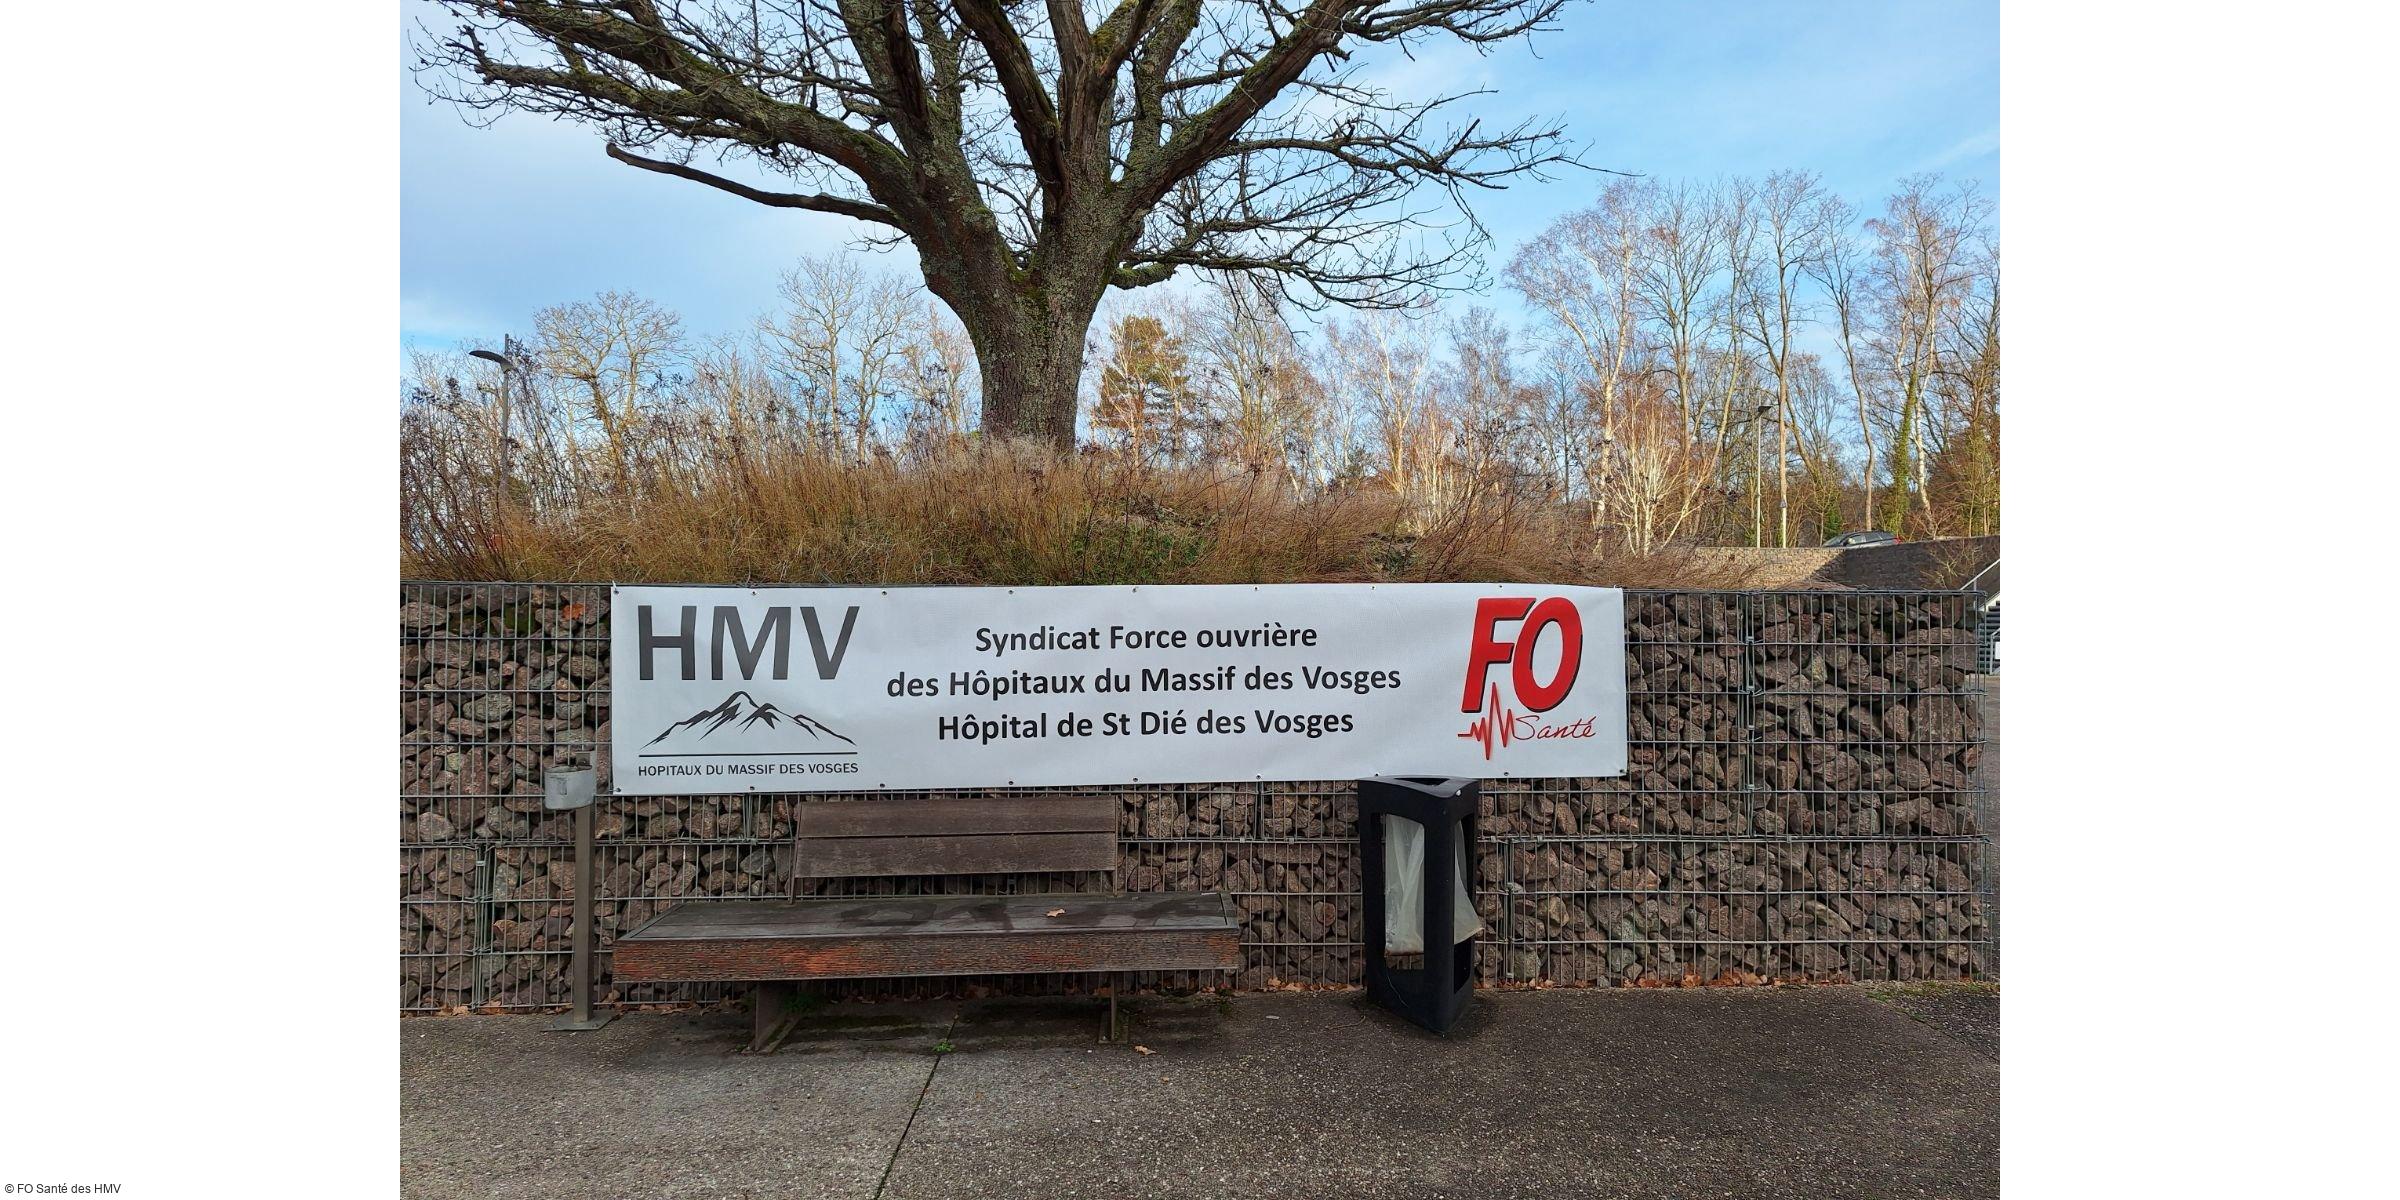 HMV
HOPITAUX DU MASSIF DES VOSGES
Syndicat Force ouvrière
des Hôpitaux du Massif des Vosges
Hôpital de St Dié des Vosges
FO
Santé
© FO Santé des HMV